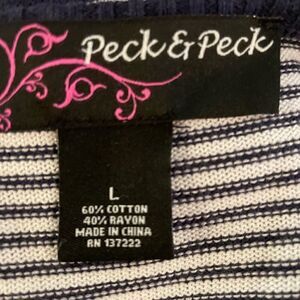 Peck & Peck
L
60% COTTON
40% RAYON
MADE IN CHINA
RN 137222